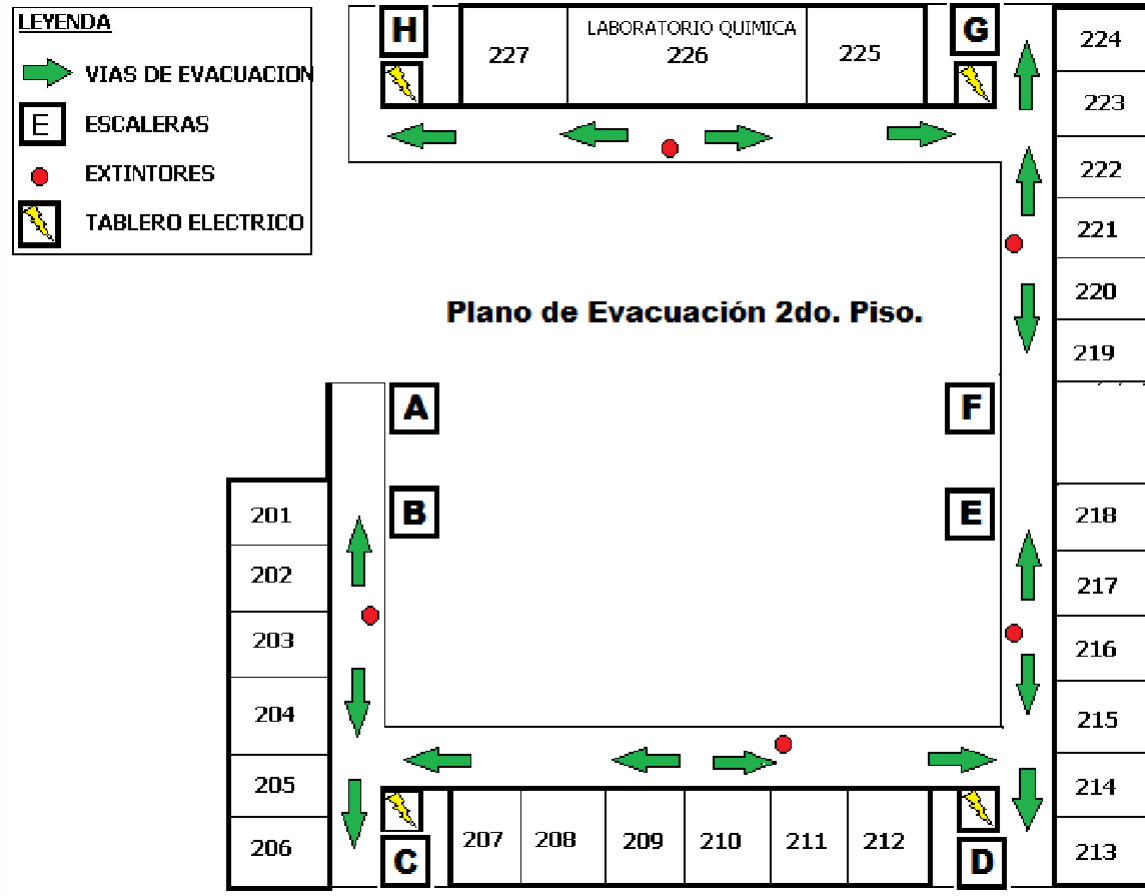 LEYENDA
VIAS DE EVACUACION
E ESCALERAS
EXTINTORES
TABLERO ELECTRICO
H
227
LABORATORIO QUIMICA
226
225
G
224
223
222
221
220
219
Plano de Evacuación 2do. Piso.
A
F
B
E
201
202
203
204
205
206
218
217
216
215
214
213
207
208
209
210
211
212
C
D